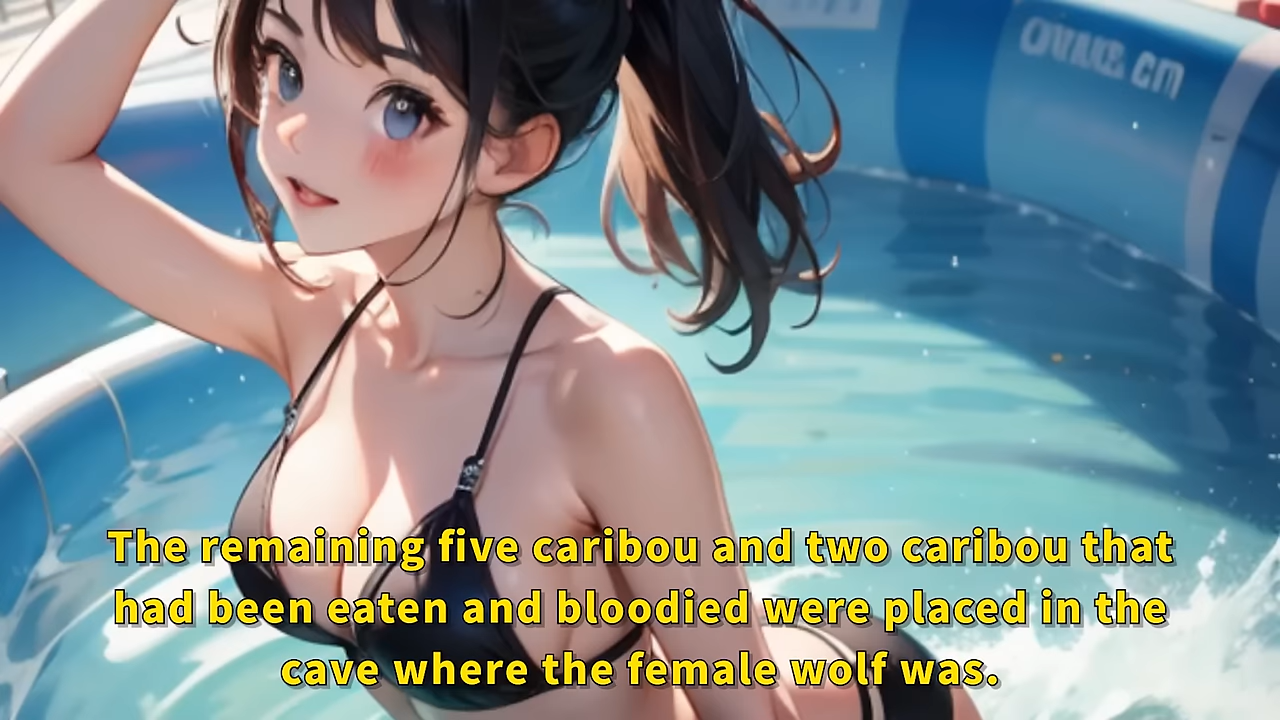 The remaining five caribou and two caribou that
had been eaten and bloodied were placed in the
cave where the female wolf was.